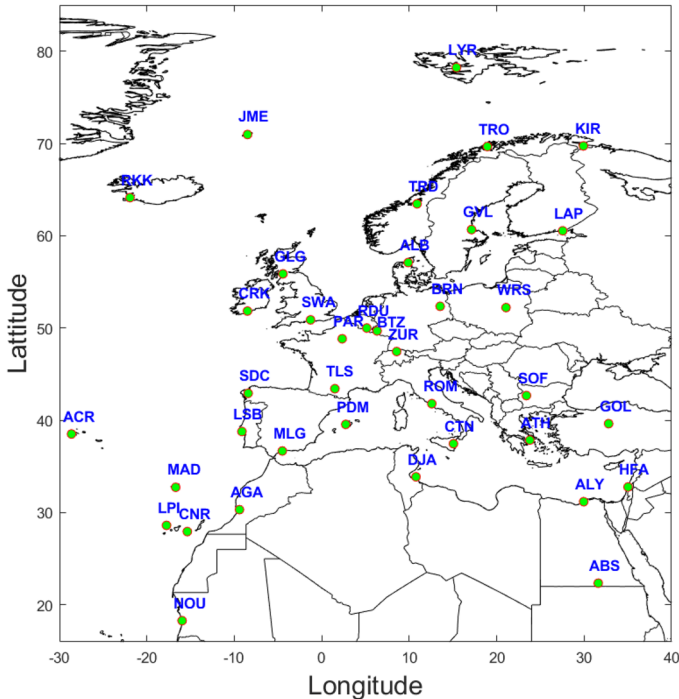 80
70
60
50
40
30
20
-30
-20
-10
0
10
20
30
40
Longitude
Lattitude
LYR
JME
TRO
KIR
RKK
TRD
GVL
LAP
ALB
GLG
CRK
SWA
BRN
WRS
RDU
PAR
BTZ
ZUR
TLS
SDC
ROM
SOF
PDM
LSB
ACR
GOL
CTN
ATH
MLG
DJA
MAD
HFA
AGA
ALY
LPI
CNR
ABS
NOU